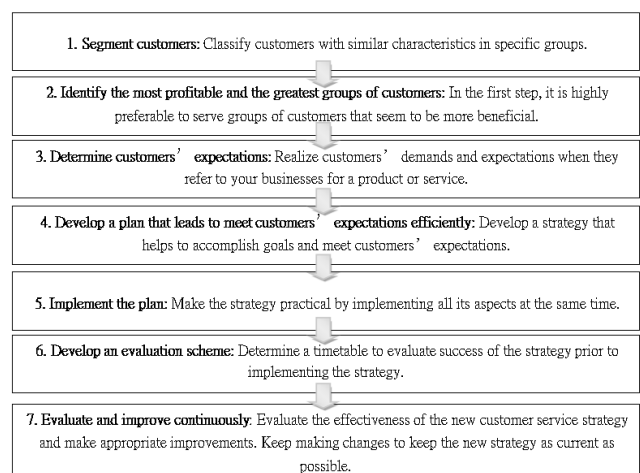 1. Segment customers: Classify customers with similar characteristics in specific groups.
2. Identify the most profitable and the greatest groups of customers: In the first step, it is highly
preferable to serve groups of customers that seem to be more beneficial.
3. Determine customers’ expectations: Realize customers’ demands and expectations when they
refer to your businesses for a product or service.
4. Develop a plan that leads to meet customers’ expectations efficiently: Develop a strategy that
helps to accomplish goals and meet customers’ expectations.
5. Implement the plan: Make the strategy practical by implementing all its aspects at the same time.
6. Develop an evaluation scheme: Determine a timetable to evaluate success of the strategy prior to
implementing the strategy.
7. Evaluate and improve continuously: Evaluate the effectiveness of the new customer service strategy
and make appropriate improvements. Keep making changes to keep the new strategy as current as
possible.